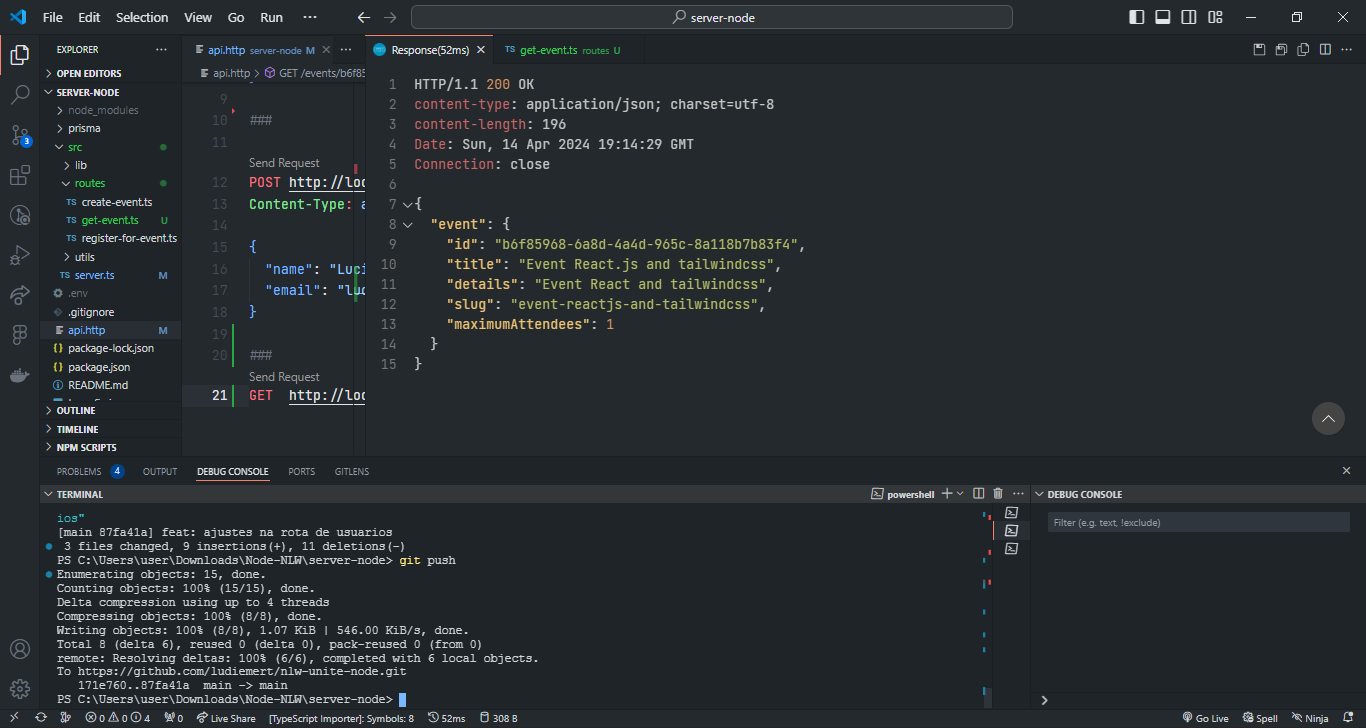 File Edit Selection View Go Run ··· server-node
EXPLORER ···
OPEN EDITORS
SERVER-NODE
node_modules
prisma
src
lib
routes
TS create-event.ts
TS get-event.ts U
TS register-for-event.ts
utils
TS server.ts M
.env
.gitignore
api.http M
{} package-lock.json
{} package.json
README.md
OUTLINE
TIMELINE
NPM SCRIPTS
3
api.http server-node M ···
api.http > GET /events/b6f85
9
10 ###
11
Send Request
12 POST http://loc
13 Content-Type: a
14
15 {
16 "name": "Luci
17 "email": "luc
18 }
19
20 ###
Send Request
21 GET http://loc
Response(52ms) TS get-event.ts routes U ···
1 HTTP/1.1 200 OK
2 content-type: application/json; charset=utf-8
3 content-length: 196
4 Date: Sun, 14 Apr 2024 19:14:29 GMT
5 Connection: close
6
7 {
8 "event": {
9 "id": "b6f85968-6a8d-4a4d-965c-8a118b7b83f4",
10 "title": "Event React.js and tailwindcss",
11 "details": "Event React and tailwindcss",
12 "slug": "event-reactjs-and-tailwindcss",
13 "maximumAttendees": 1
14 }
15 }
PROBLEMS 4 OUTPUT DEBUG CONSOLE PORTS GITLENS
TERMINAL powershell ···
ios"
[main 87fa41a] feat: ajustes na rota de usuarios
3 files changed, 9 insertions(+), 11 deletions(-)
PS C:\Users\user\Downloads\Node-NLW\server-node> git push
Enumerating objects: 15, done.
Counting objects: 100% (15/15), done.
Delta compression using up to 4 threads
Compressing objects: 100% (8/8), done.
Writing objects: 100% (8/8), 1.07 KiB | 546.00 KiB/s, done.
Total 8 (delta 6), reused 0 (delta 0), pack-reused 0 (from 0)
remote: Resolving deltas: 100% (6/6), completed with 6 local objects.
To https://github.com/ludiemert/nlw-unite-node.git
171e760..87fa41a main -> main
PS C:\Users\user\Downloads\Node-NLW\server-node>
DEBUG CONSOLE
Filter (e.g. text, !exclude)
0 0 4 0 Live Share [TypeScript Importer]: Symbols: 8 52ms 308 B Go Live Spell Ninja